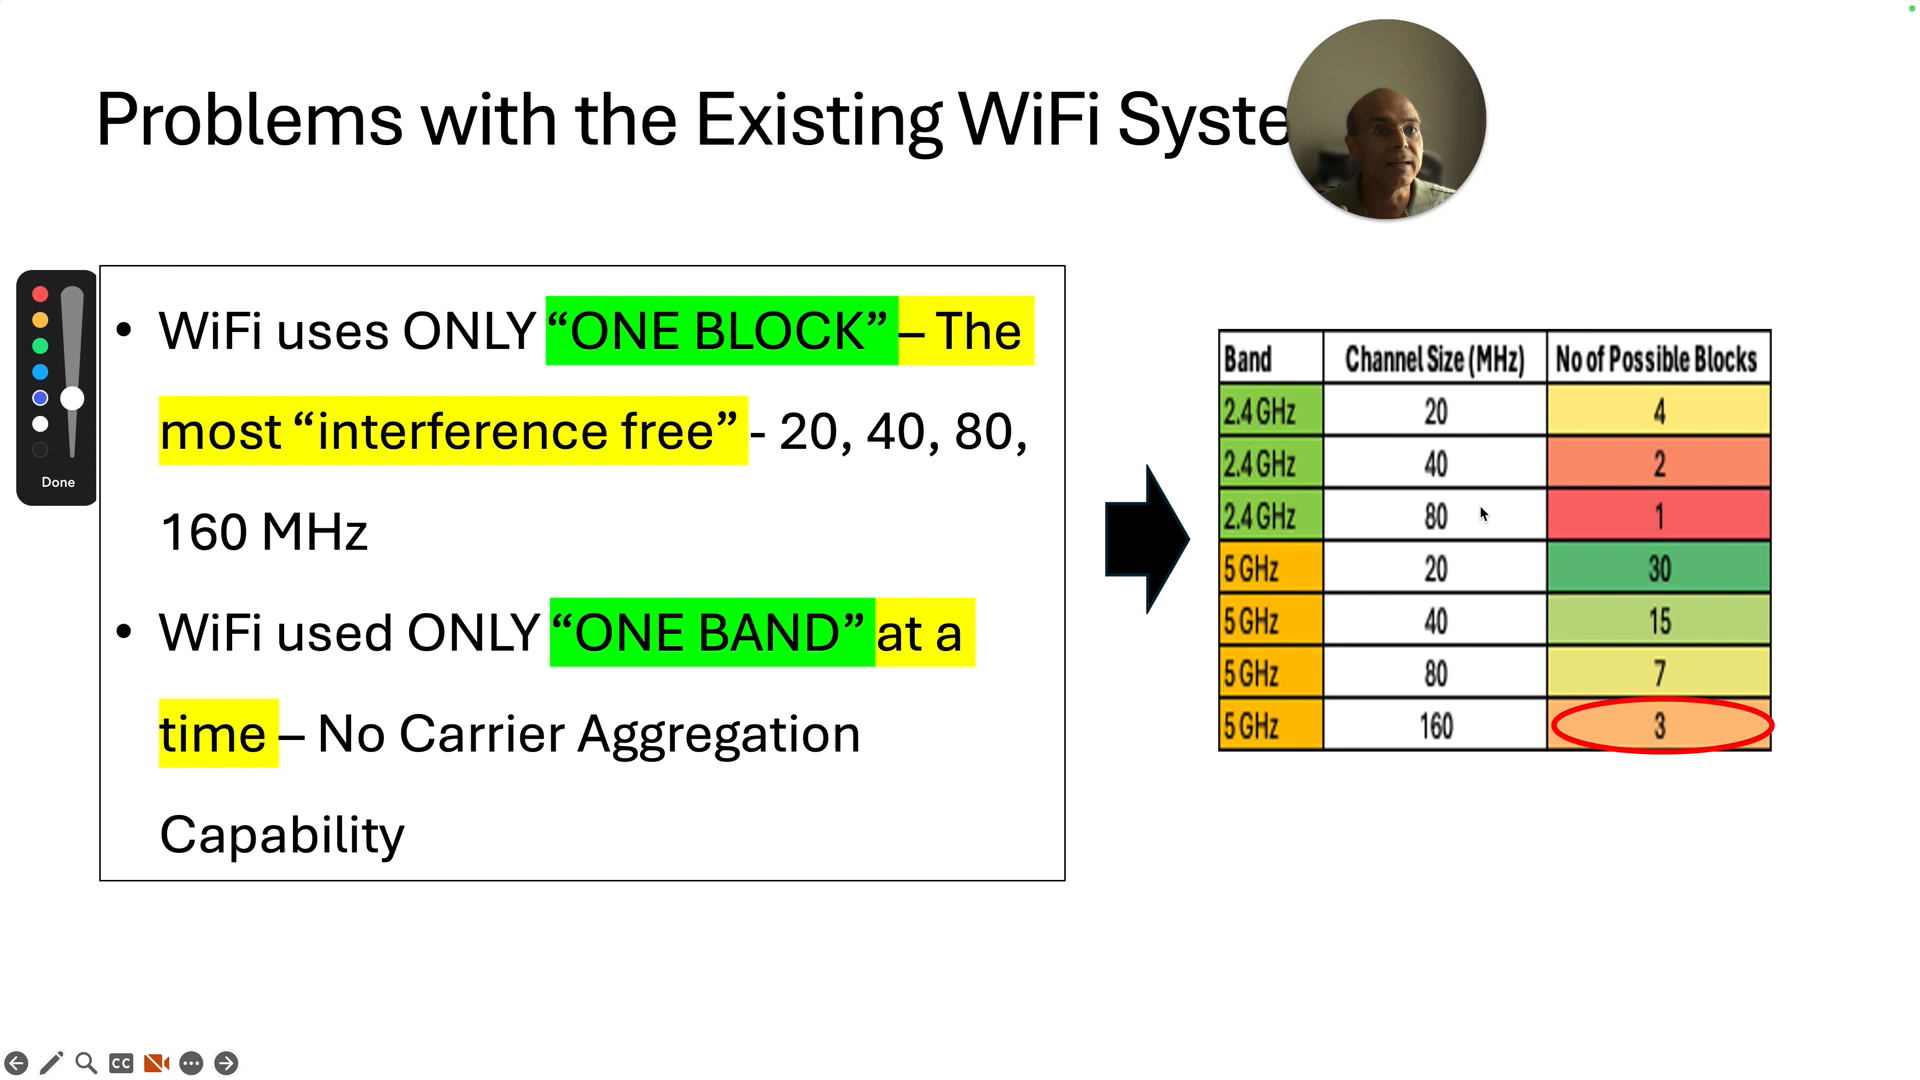 Problems with the Existing WiFi Syste
• WiFi uses ONLY “ONE BLOCK” – The
most “interference free” - 20, 40, 80,
160 MHz
• WiFi used ONLY “ONE BAND” at a
time – No Carrier Aggregation
Capability
Done
Band Channel Size (MHz) No of Possible Blocks
2.4 GHz 20 4
2.4 GHz 40 2
2.4 GHz 80 1
5 GHz 20 30
5 GHz 40 15
5 GHz 80 7
5 GHz 160 3
CC